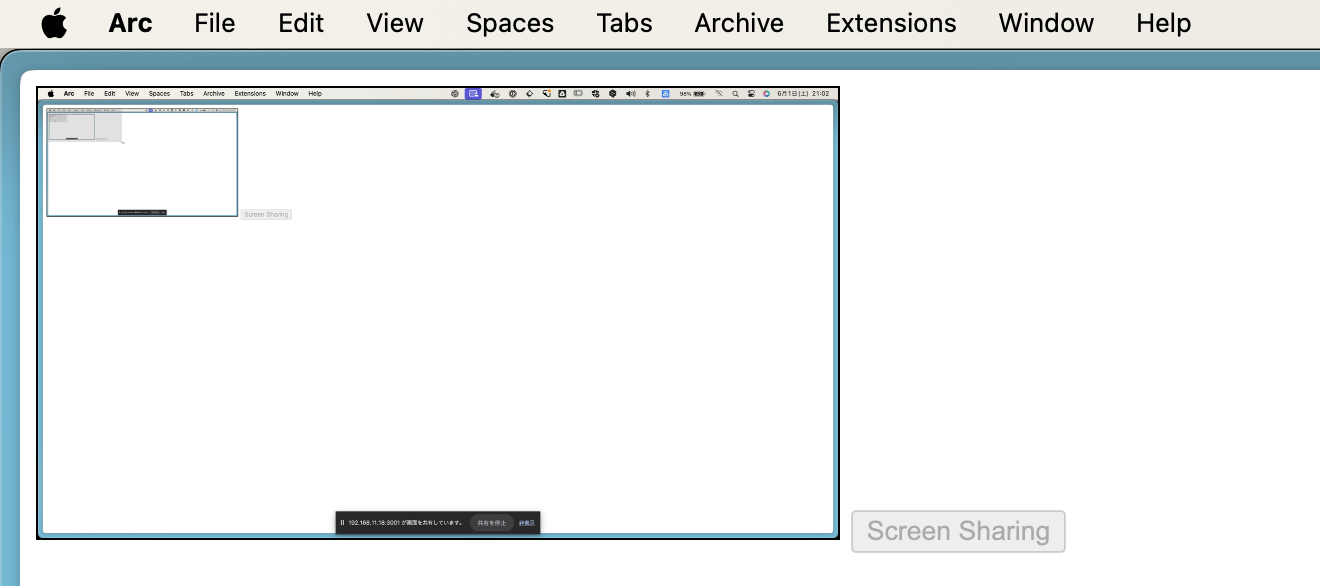 Arc File Edit View Spaces Tabs Archive Extensions Window Help
Arc File Edit View Spaces Tabs Archive Extensions Window Help 98% 6月1日(土) 21:02
Screen Sharing
192.168.11.18:3001 が画面を共有しています。 共有を停止 非表示
Screen Sharing